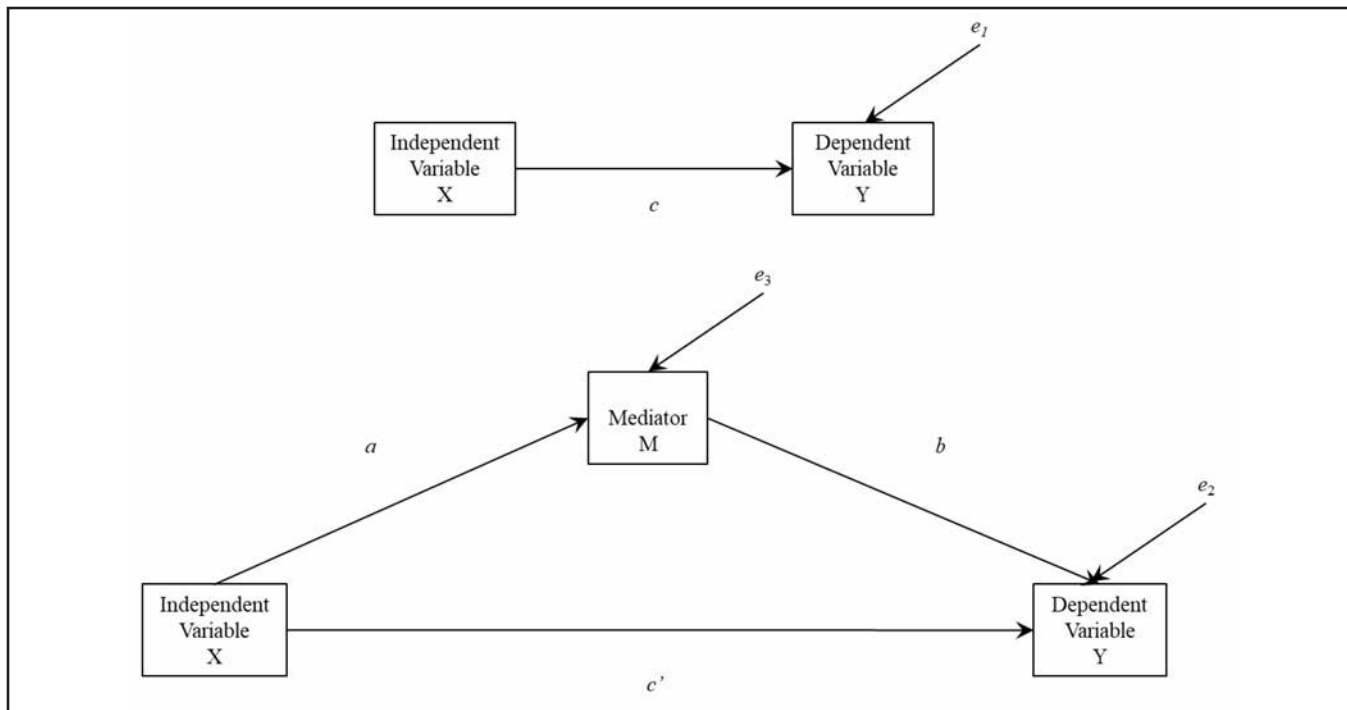 e₁
Independent
Variable
X
Dependent
Variable
Y
c
e₃
Mediator
M
a
b
e₂
Independent
Variable
X
Dependent
Variable
Y
c’